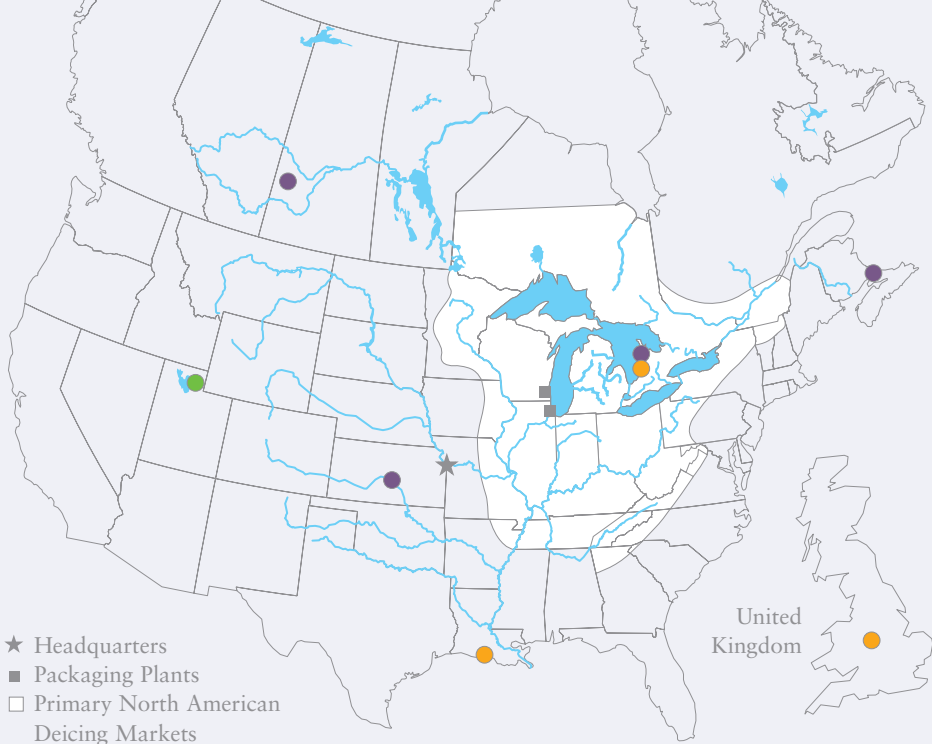 United
Kingdom
Headquarters
Packaging Plants
Primary North American
Deicing Markets